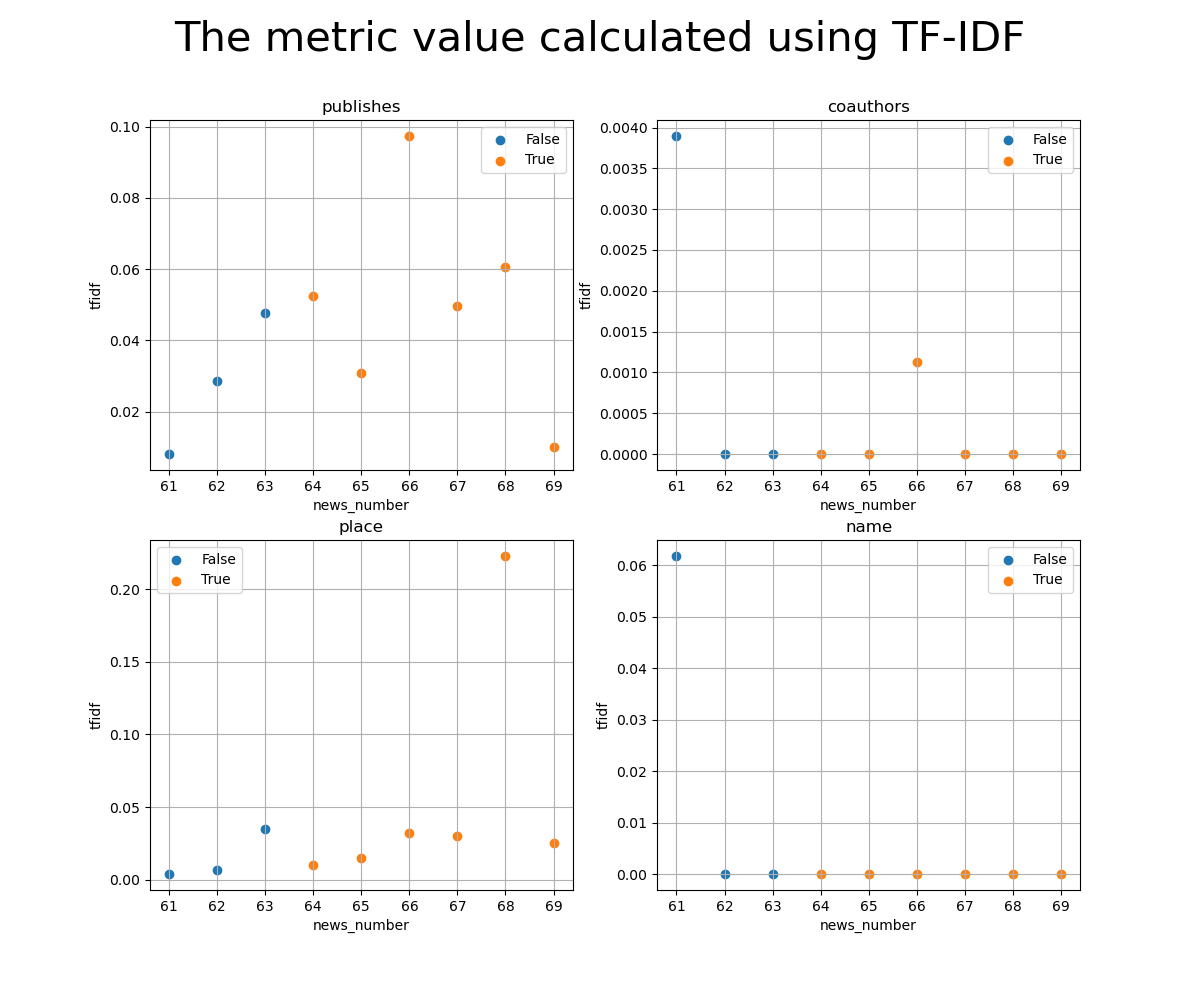 The metric value calculated using TF-IDF
publishes
0.10
0.08
0.06
0.04
0.02
tfidf
False
True
61 62 63 64 65 66 67 68 69
news_number
coauthors
0.0040
0.0035
0.0030
0.0025
0.0020
0.0015
0.0010
0.0005
0.0000
tfidf
False
True
61 62 63 64 65 66 67 68 69
news_number
place
0.20
0.15
0.10
0.05
0.00
tfidf
False
True
61 62 63 64 65 66 67 68 69
news_number
name
0.06
0.05
0.04
0.03
0.02
0.01
0.00
tfidf
False
True
61 62 63 64 65 66 67 68 69
news_number